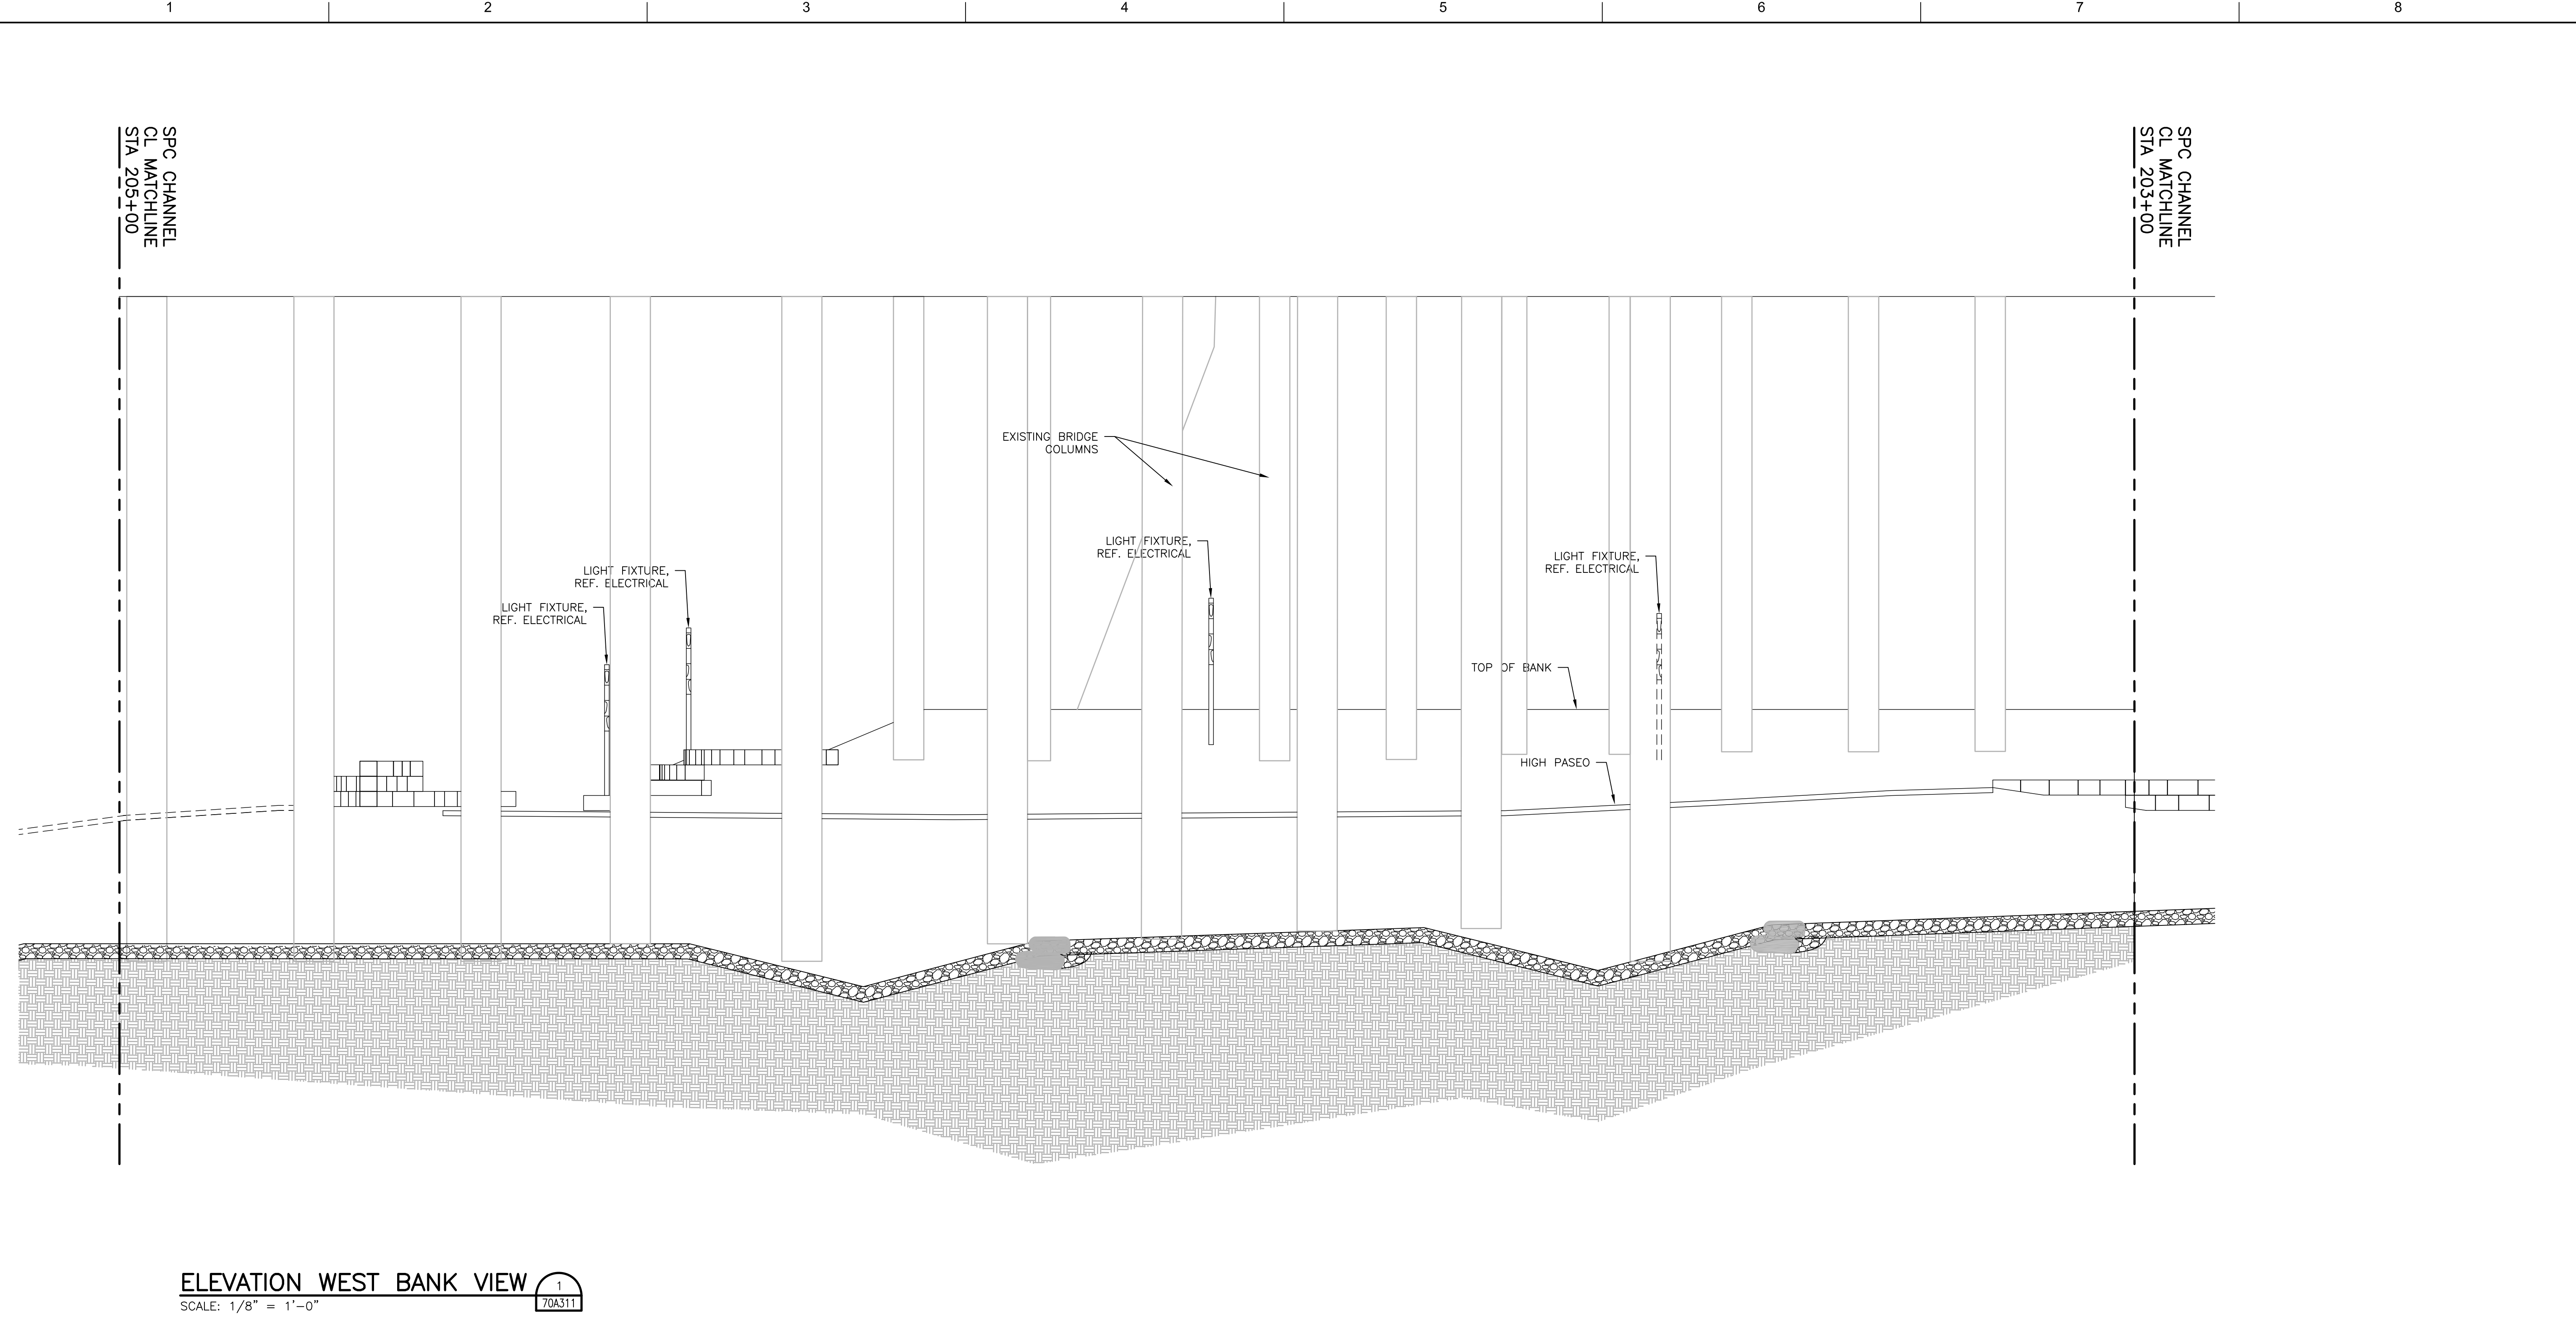 1 2 3 4 5 6 7 8
SPC CHANNEL
CL MATCHLINE
STA 205+00
SPC CHANNEL
CL MATCHLINE
STA 203+00
EXISTING BRIDGE
COLUMNS
LIGHT FIXTURE,
REF. ELECTRICAL
LIGHT FIXTURE,
REF. ELECTRICAL
LIGHT FIXTURE,
REF. ELECTRICAL
LIGHT FIXTURE,
REF. ELECTRICAL
TOP OF BANK
HIGH PASEO
ELEVATION WEST BANK VIEW
SCALE: 1/8" = 1'-0"
1
70A311